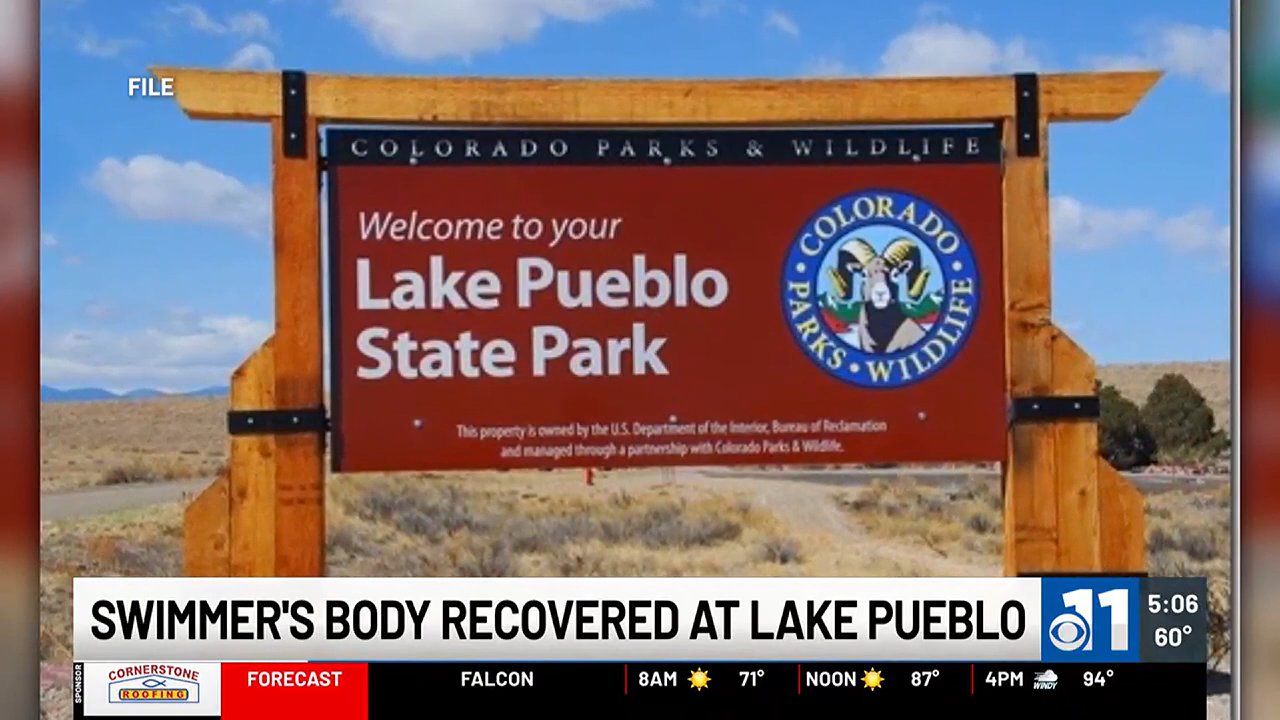 FILE
COLORADO PARKS & WILDLIFE
Welcome to your
Lake Pueblo
State Park
COLORADO
• PARKS • WILDLIFE •
This property is owned by the U.S. Department of the Interior, Bureau of Reclamation
and managed through a partnership with Colorado Parks & Wildlife.
SWIMMER'S BODY RECOVERED AT LAKE PUEBLO
11
5:06
60°
SPONSOR
CORNERSTONE
ROOFING
FORECAST
FALCON
8AM 71°
NOON 87°
4PM WINDY 94°